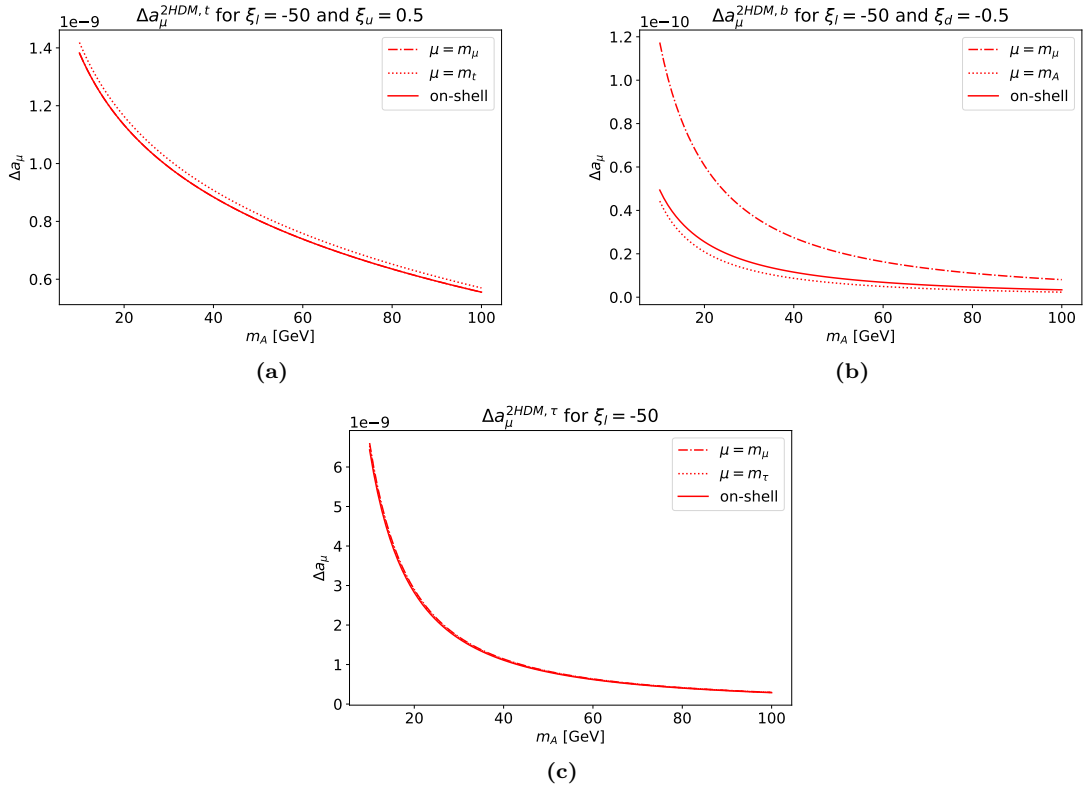 Δa_μ^{2HDM, t} for ξ_l = -50 and ξ_u = 0.5
1e−9
μ = m_μ
μ = m_t
on-shell
1.4
1.2
1.0
0.8
0.6
Δa_μ
20 40 60 80 100
m_A [GeV]
(a)
Δa_μ^{2HDM, b} for ξ_l = -50 and ξ_d = -0.5
1e−10
μ = m_μ
μ = m_A
on-shell
1.2
1.0
0.8
0.6
0.4
0.2
0.0
Δa_μ
20 40 60 80 100
m_A [GeV]
(b)
Δa_μ^{2HDM, τ} for ξ_l = -50
1e−9
μ = m_μ
μ = m_τ
on-shell
6
5
4
3
2
1
0
Δa_μ
20 40 60 80 100
m_A [GeV]
(c)